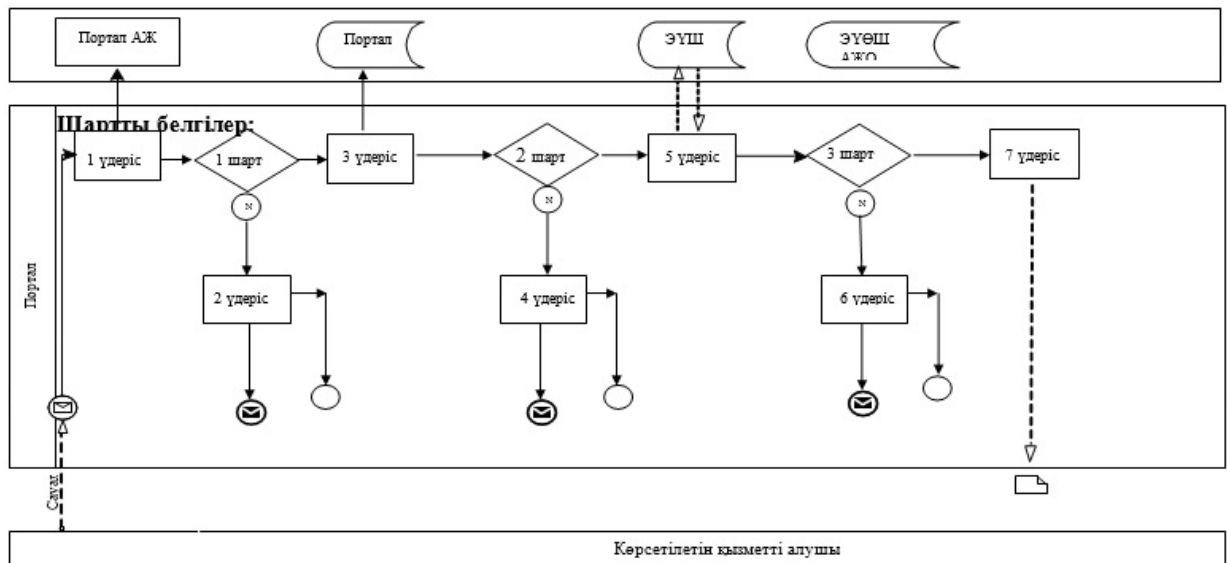 Портал АЖ
Портал
ЭҮШ
ЭҮӨШ
АЖО
Шартты белгілер:
1 үдеріс
1 шарт
3 үдеріс
2 шарт
5 үдеріс
3 шарт
7 үдеріс
N
N
N
2 үдеріс
4 үдеріс
6 үдеріс
Портал
Көрсетілетін қызметті алушы